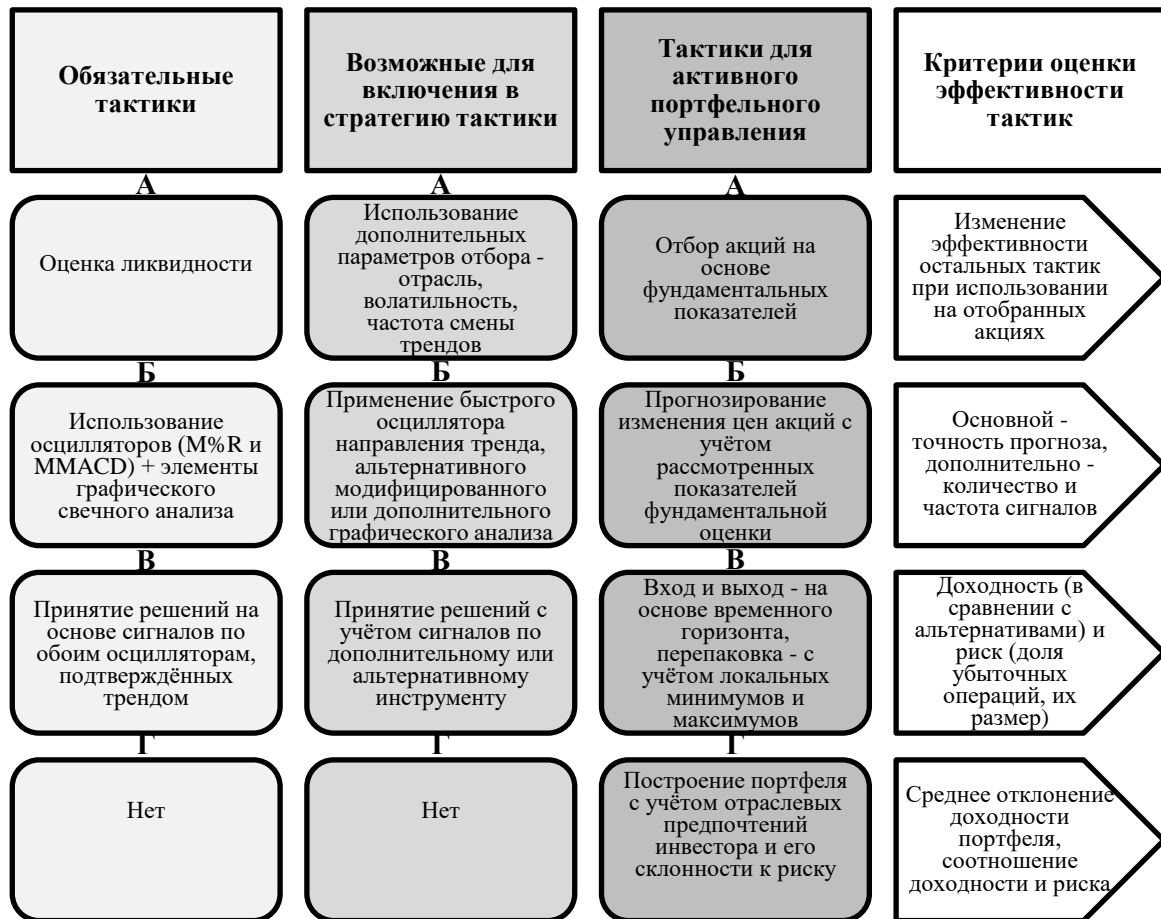 Обязательные
тактики
Возможные для
включения в
стратегию тактики
Тактики для
активного
портфельного
управления
Критерии оценки
эффективности
тактик
А
Оценка ликвидности
А
Использование
дополнительных
параметров отбора -
отрасль,
волатильность,
частота смены
трендов
А
Отбор акций на
основе
фундаментальных
показателей
Изменение
эффективности
остальных тактик
при использовании
на отобранных
акциях
Б
Использование
осцилляторов (M%R и
MMACD) + элементы
графического
свечного анализа
Б
Применение быстрого
осциллятора
направления тренда,
альтернативного
модифицированного
или дополнительного
графического анализа
Б
Прогнозирование
изменения цен акций с
учётом
рассмотренных
показателей
фундаментальной
оценки
Основной -
точность прогноза,
дополнительно -
количество и
частота сигналов
В
Принятие решений на
основе сигналов по
обоим осцилляторам,
подтверждённых
трендом
В
Принятие решений с
учётом сигналов по
дополнительному или
альтернативному
инструменту
В
Вход и выход - на
основе временного
горизонта,
перепаковка - с
учётом локальных
минимумов и
максимумов
Доходность (в
сравнении с
альтернативами) и
риск (доля
убыточных
операций, их
размер)
Г
Нет
Г
Нет
Г
Построение портфеля
с учётом отраслевых
предпочтений
инвестора и его
склонности к риску
Среднее отклонение
доходности
портфеля,
соотношение
доходности и риска